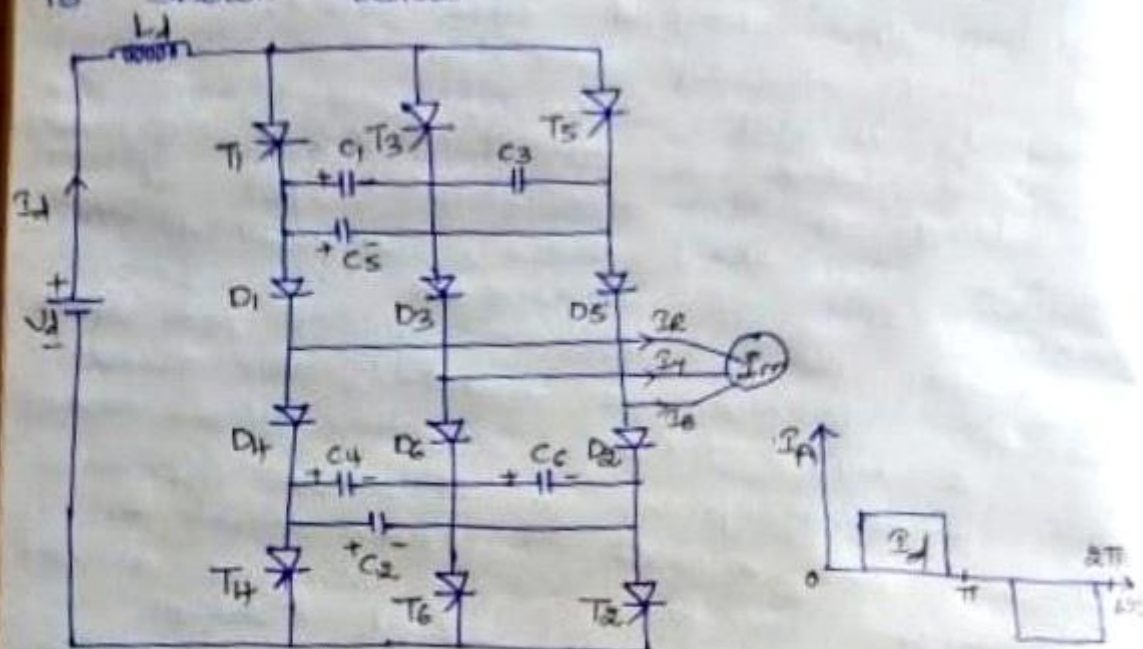 Ld
T1
T3
T5
C1
C3
+ -
Id
+ -
C5
+
Vd
-
D1
D3
D5
IR
IY
IB
Im
D4
D6
D2
+ C4 -
+ C6 -
+ C2 -
T4
T6
T2
IA
Id
0
π
2π